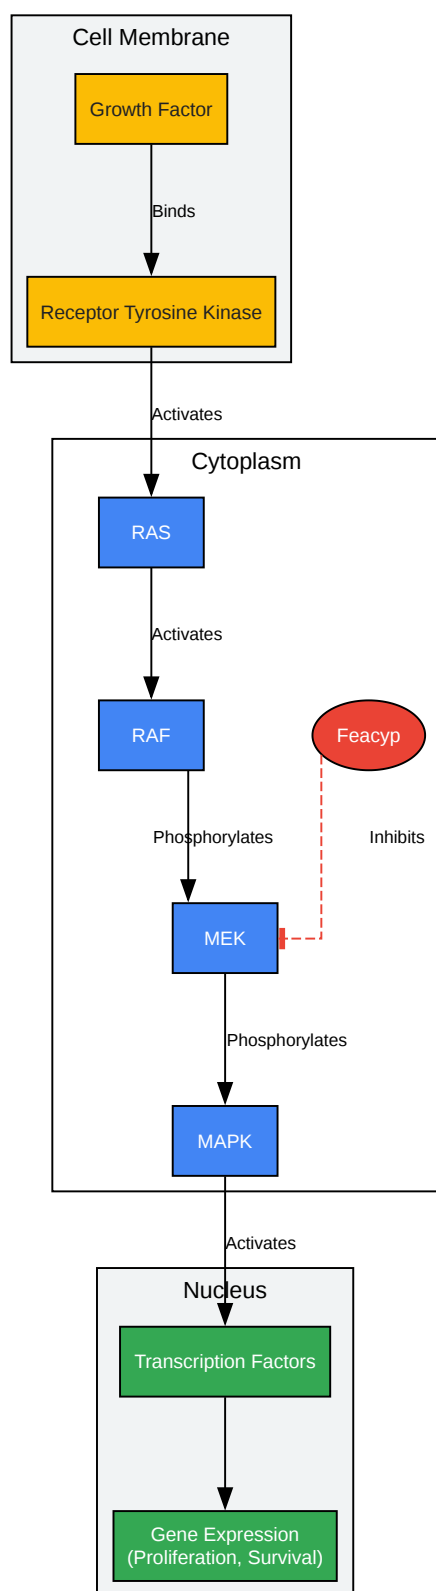 Cell Membrane
Growth Factor
Binds
Receptor Tyrosine Kinase
Activates
Cytoplasm
RAS
Activates
RAF
Feacyp
Phosphorylates
Inhibits
MEK
Phosphorylates
MAPK
Activates
Nucleus
Transcription Factors
Gene Expression
(Proliferation, Survival)